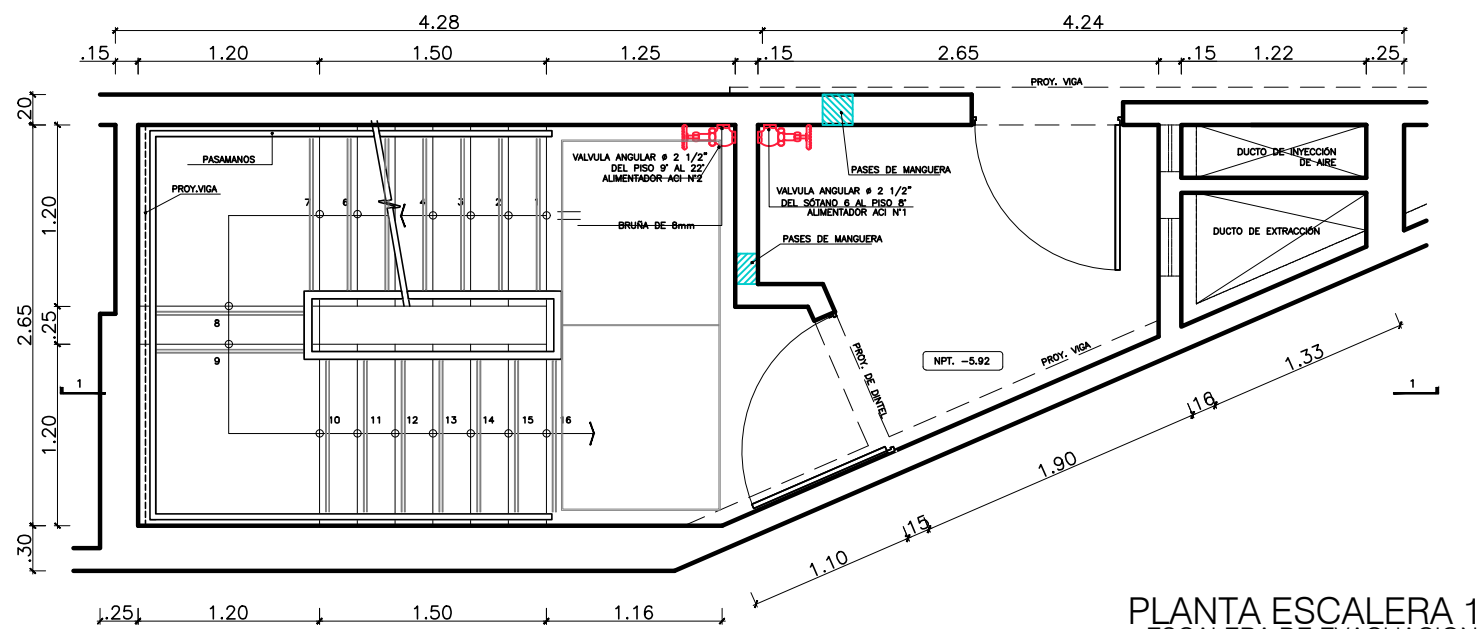 4.28
4.24
.15
1.20
1.50
1.25
.15
2.65
.15
1.22
.25
PROY. VIGA
.20
PASAMANOS
PROY.VIGA
VALVULA ANGULAR ø 2 1/2"
DEL PISO 9° AL 22°
ALIMENTADOR ACI N°2
BRUÑA DE 8mm
PASES DE MANGUERA
VALVULA ANGULAR ø 2 1/2"
DEL SÓTANO 6 AL PISO 8°
ALIMENTADOR ACI N°1
PASES DE MANGUERA
DUCTO DE INYECCIÓN
DE AIRE
DUCTO DE EXTRACCIÓN
7
6
4
3
2
1
1.20
2.65
.25
1.20
.30
8
9
10
11
12
13
14
15
16
PROY. DE DINTEL
NPT. -5.92
PROY. VIGA
1
1
1.33
.16
1.90
.15
1.10
.25
1.20
1.50
1.16
PLANTA ESCALERA 1
ESCALERA DE EVACUACION